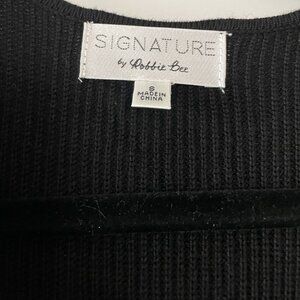 SIGNATURE
by Robbie Bee
S
MADE IN
CHINA